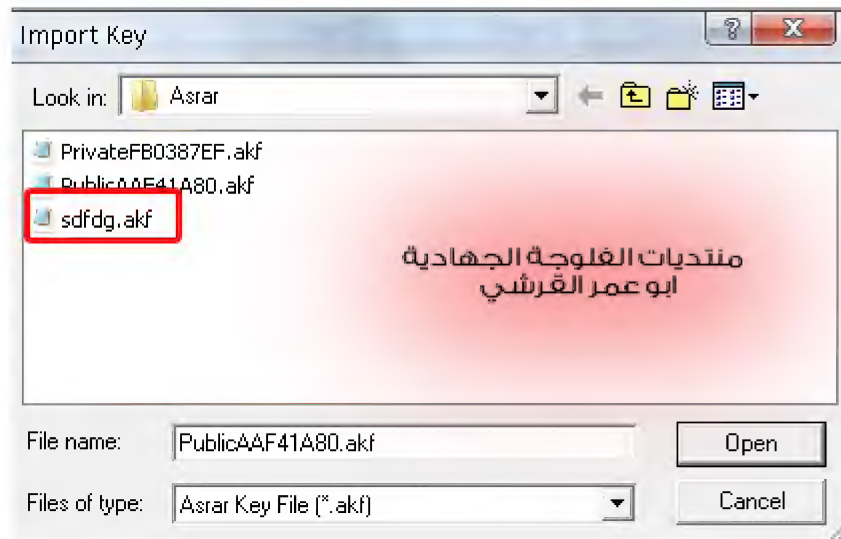 Import Key
Look in: Asrar
PrivateFB0387EF.akf
PublicAAF41A80.akf
sdfdg.akf
منتديات الفلوجة الجهادية
ابو عمر القرشي
File name: PublicAAF41A80.akf Open
Files of type: Asrar Key File (*.akf) Cancel